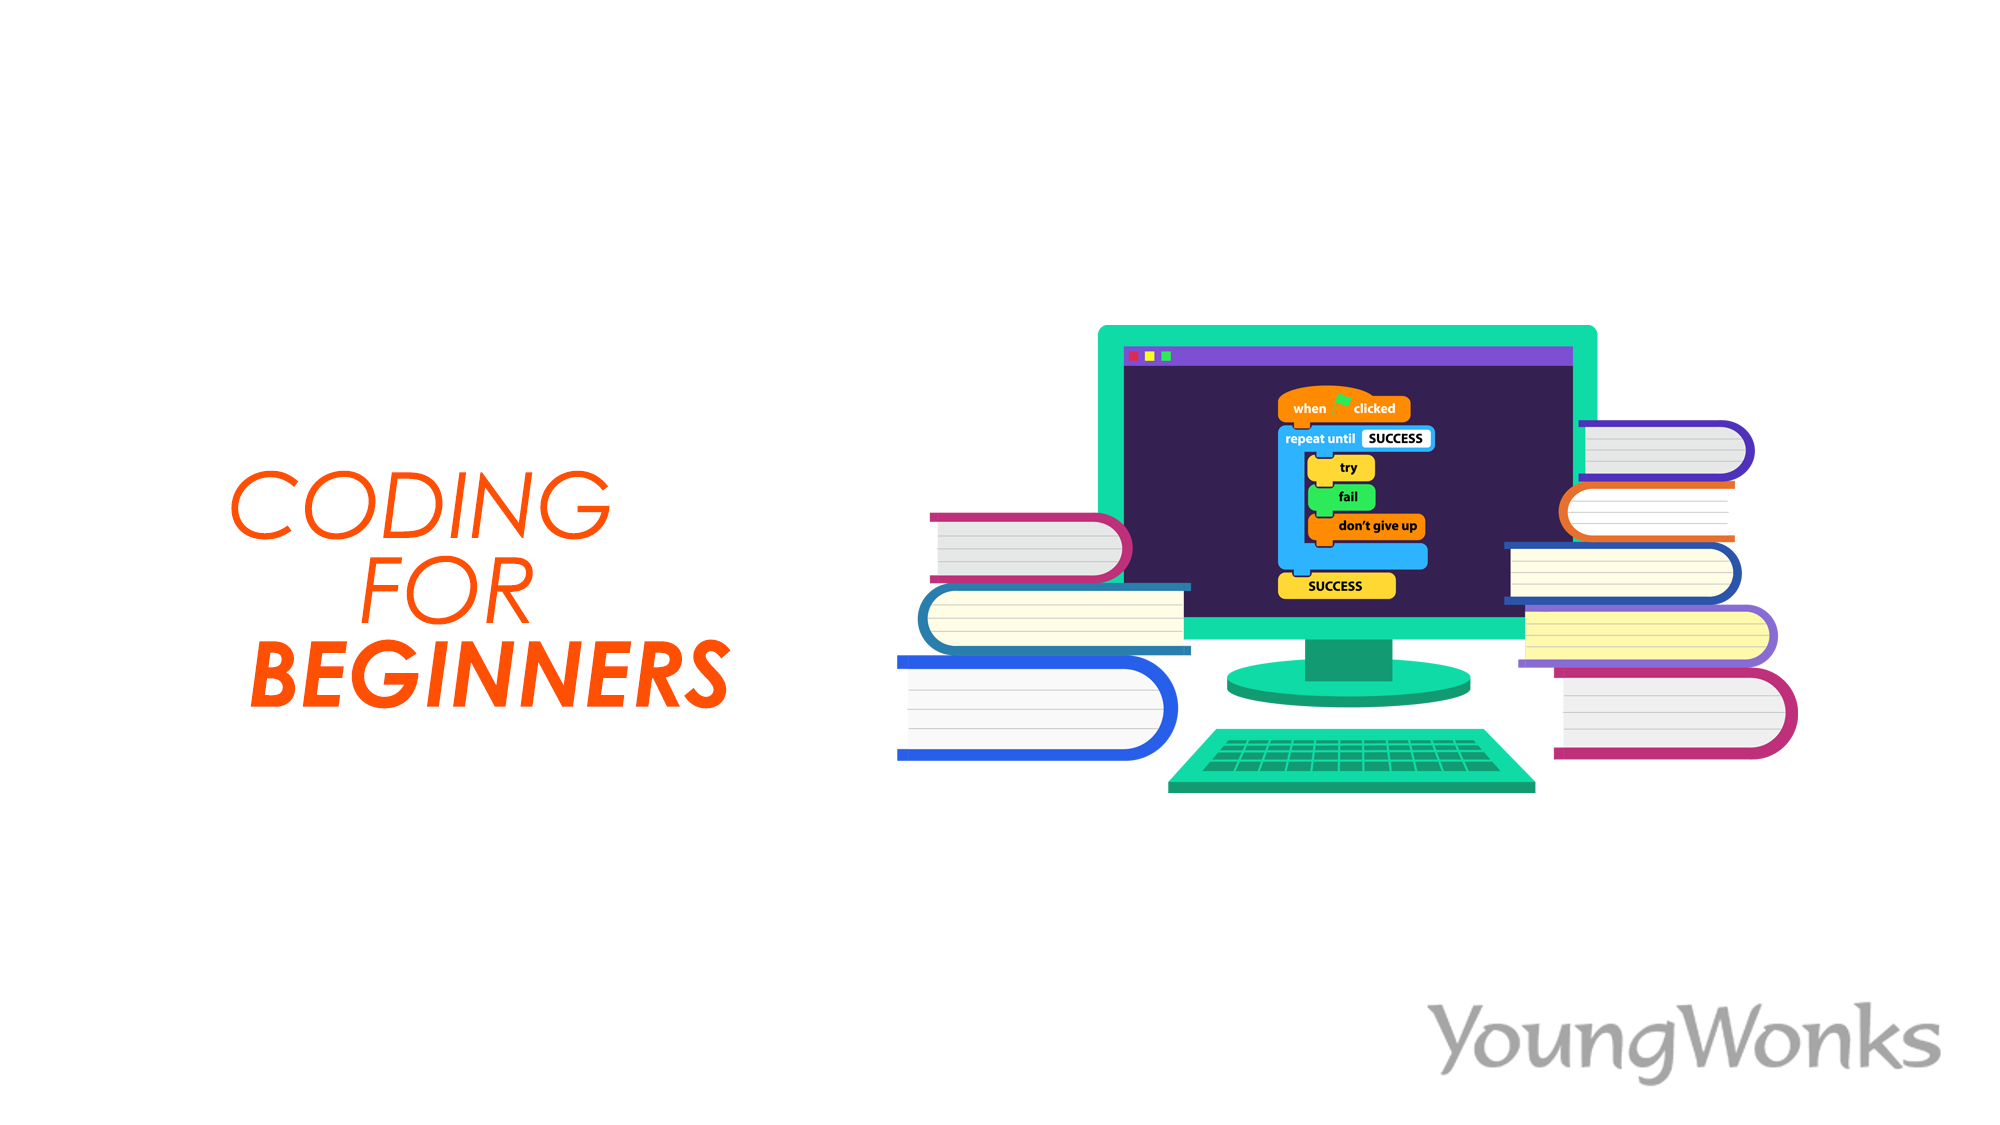 CODING
FOR
BEGINNERS
when clicked
repeat until SUCCESS
try
fail
don't give up
SUCCESS
YoungWonks